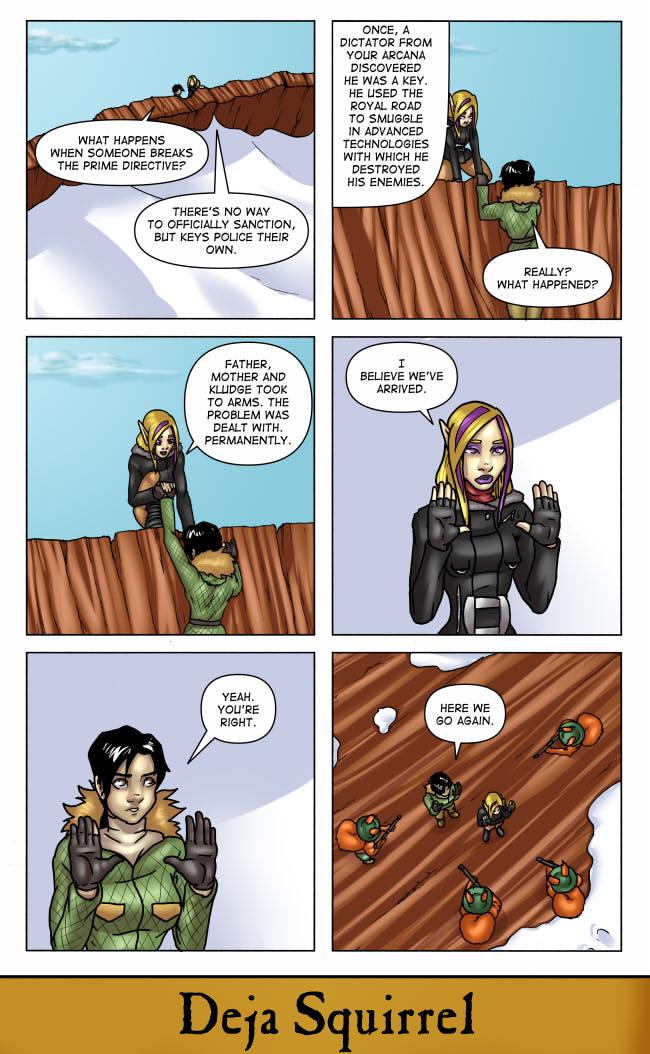 WHAT HAPPENS
WHEN SOMEONE BREAKS
THE PRIME DIRECTIVE?
THERE'S NO WAY
TO OFFICIALLY SANCTION,
BUT KEYS POLICE THEIR
OWN.
ONCE, A
DICTATOR FROM
YOUR ARCANA
DISCOVERED
HE WAS A KEY.
HE USED THE
ROYAL ROAD
TO SMUGGLE
IN ADVANCED
TECHNOLOGIES
WITH WHICH HE
DESTROYED
HIS ENEMIES.
REALLY?
WHAT HAPPENED?
FATHER,
MOTHER AND
KLUDGE TOOK
TO ARMS. THE
PROBLEM WAS
DEALT WITH.
PERMANENTLY.
I
BELIEVE WE'VE
ARRIVED.
YEAH.
YOU'RE
RIGHT.
HERE WE
GO AGAIN.
Deja Squirrel